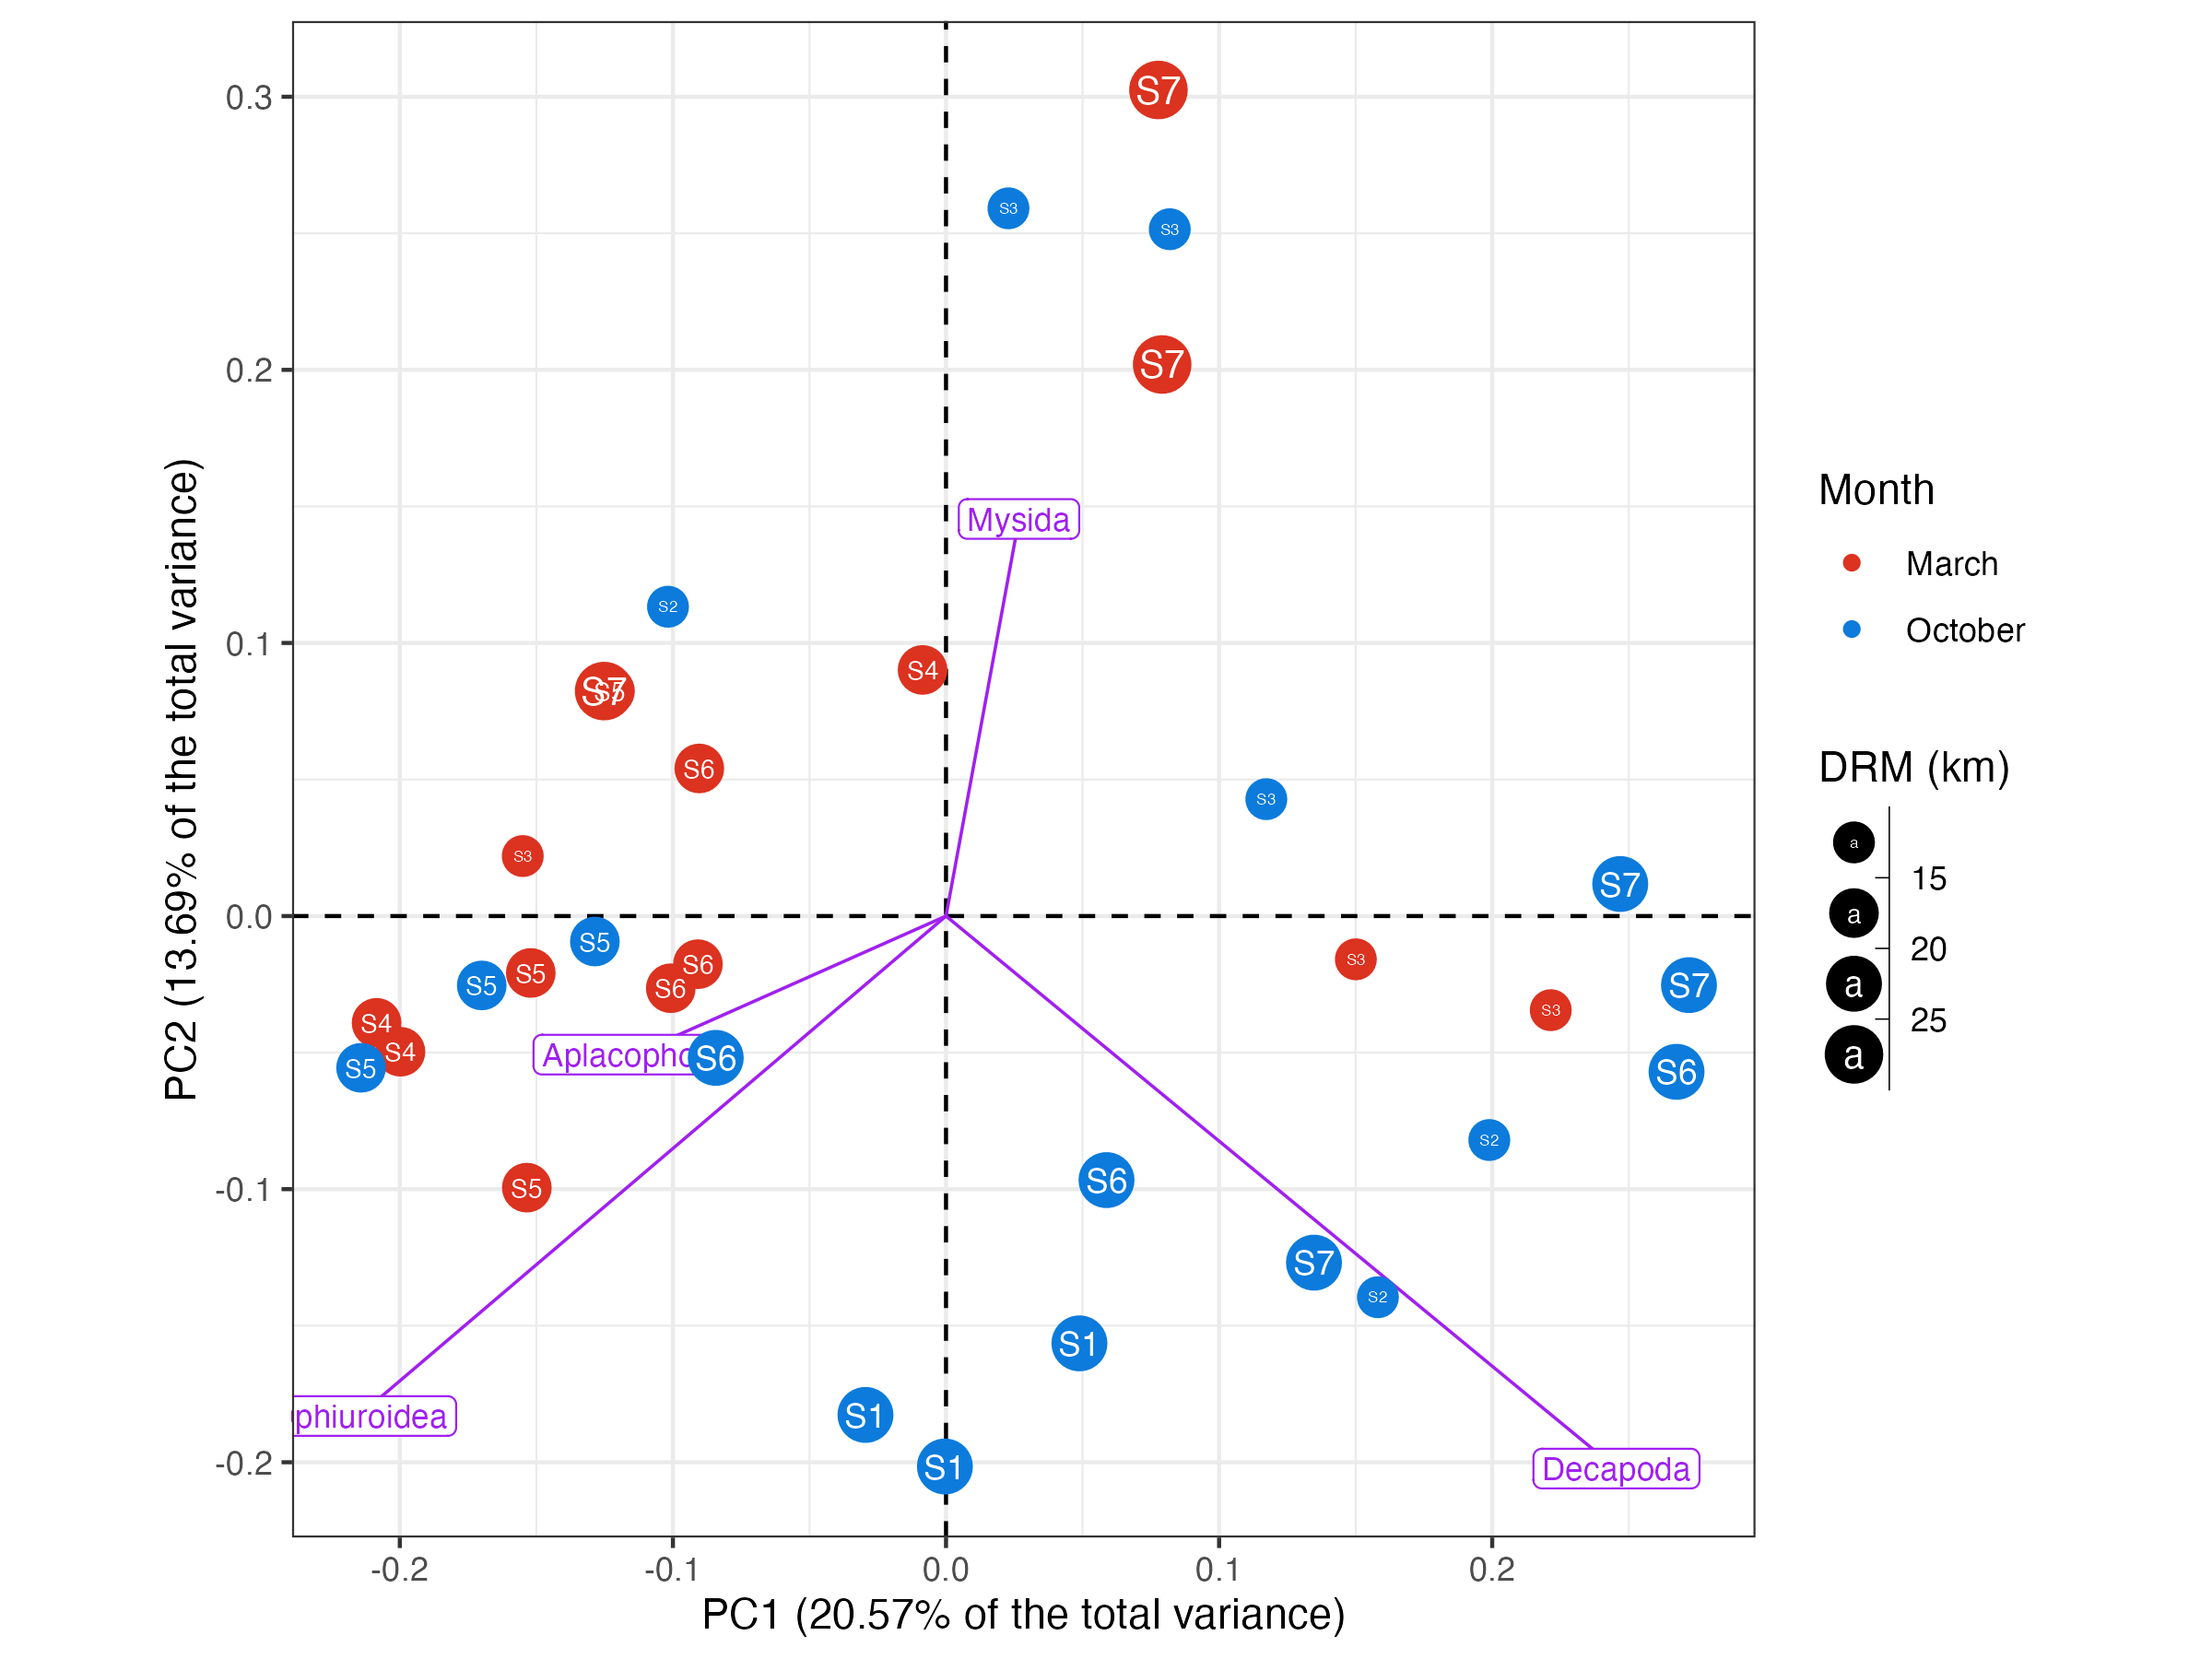 0.3
0.2
0.1
0.0
-0.1
-0.2
PC2 (13.69% of the total variance)
S7
S3
S3
S7
Mysida
S2
S4
S7
S5
S6
S3
S3
S7
S5
S6
S3
S5
S5
S7
S6
S3
S4
S4
Aplacopho
S6
S5
S6
S2
S6
S5
S7
S2
S1
phiuroidea
S1
S1
Decapoda
-0.2
-0.1
0.0
0.1
0.2
PC1 (20.57% of the total variance)
Month
March
October
DRM (km)
a
15
a
20
a
25
a